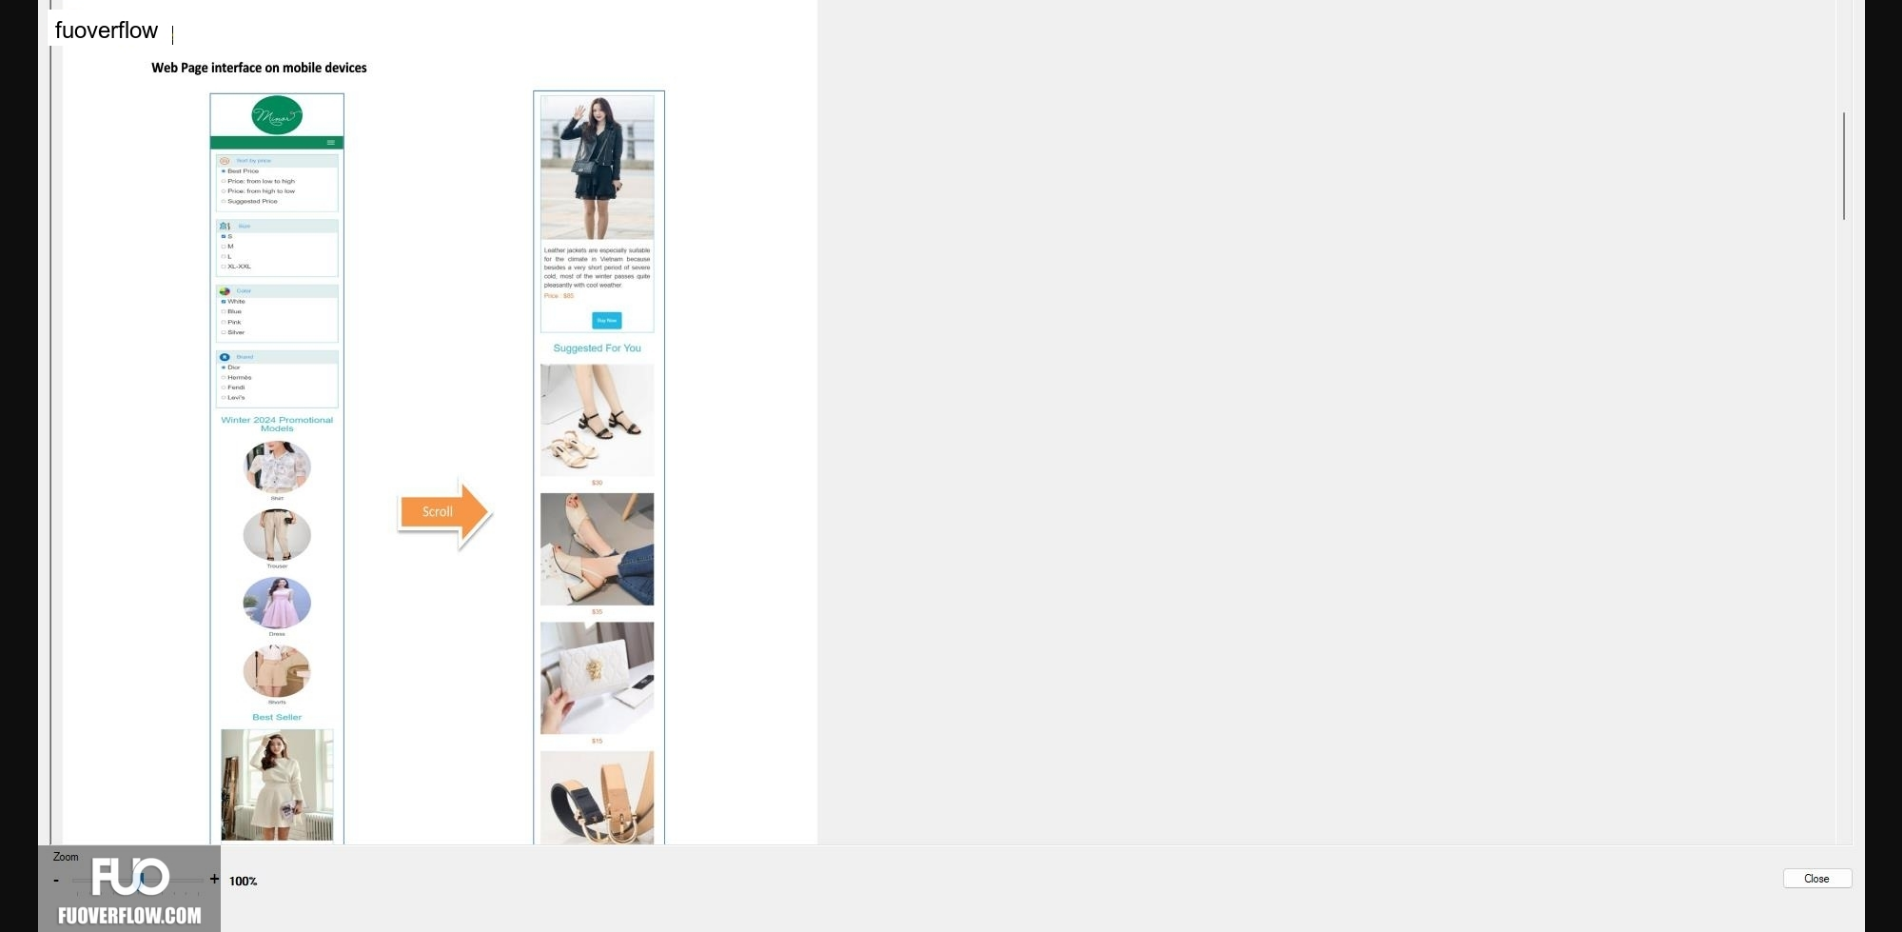 fuoverflow
Web Page interface on mobile devices
Minor
Sort by price
Best Price
Price: from low to high
Price: from high to low
Suggested Price
Size
S
M
L
XL-XXL
Color
White
Blue
Pink
Silver
Brand
Dior
Hermès
Fendi
Levi's
Winter 2024 Promotional
Models
Shirt
Trouser
Dress
Shorts
Best Seller
Scroll
Leather jackets are especially suitable
for the climate in Vietnam because
besides a very short period of severe
cold, most of the winter passes quite
pleasantly with cool weather.
Price : $85
Buy Now
Suggested For You
$30
$35
$15
Zoom
- + 100%
Close
FUO
FUOVERFLOW.COM